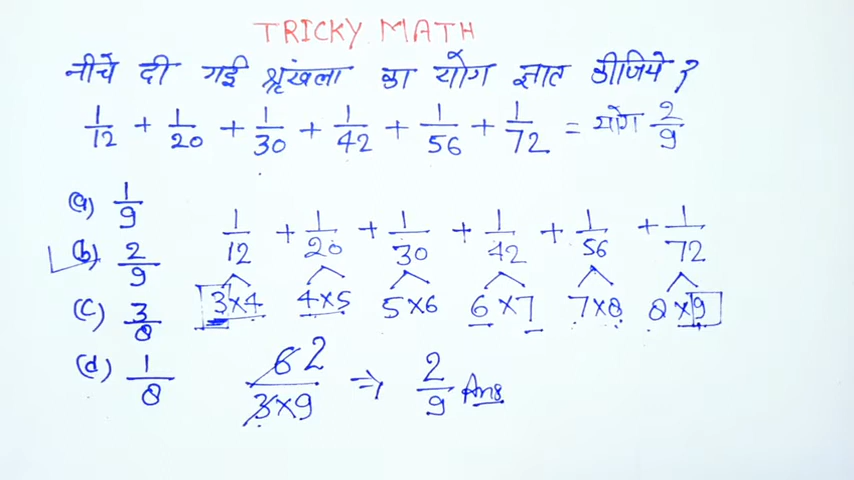 TRICKY MATH
नीचे दी गई श्रृंखला का योग ज्ञात कीजिये ?
1/12 + 1/20 + 1/30 + 1/42 + 1/56 + 1/72 = योग 2/9
(a) 1/9
(b) 2/9
(c) 3/8
(d) 1/8
1/12 + 1/20 + 1/30 + 1/42 + 1/56 + 1/72
3×4 4×5 5×6 6×7 7×8 8×9
6 2/3×9 ⇒ 2/9 Ans